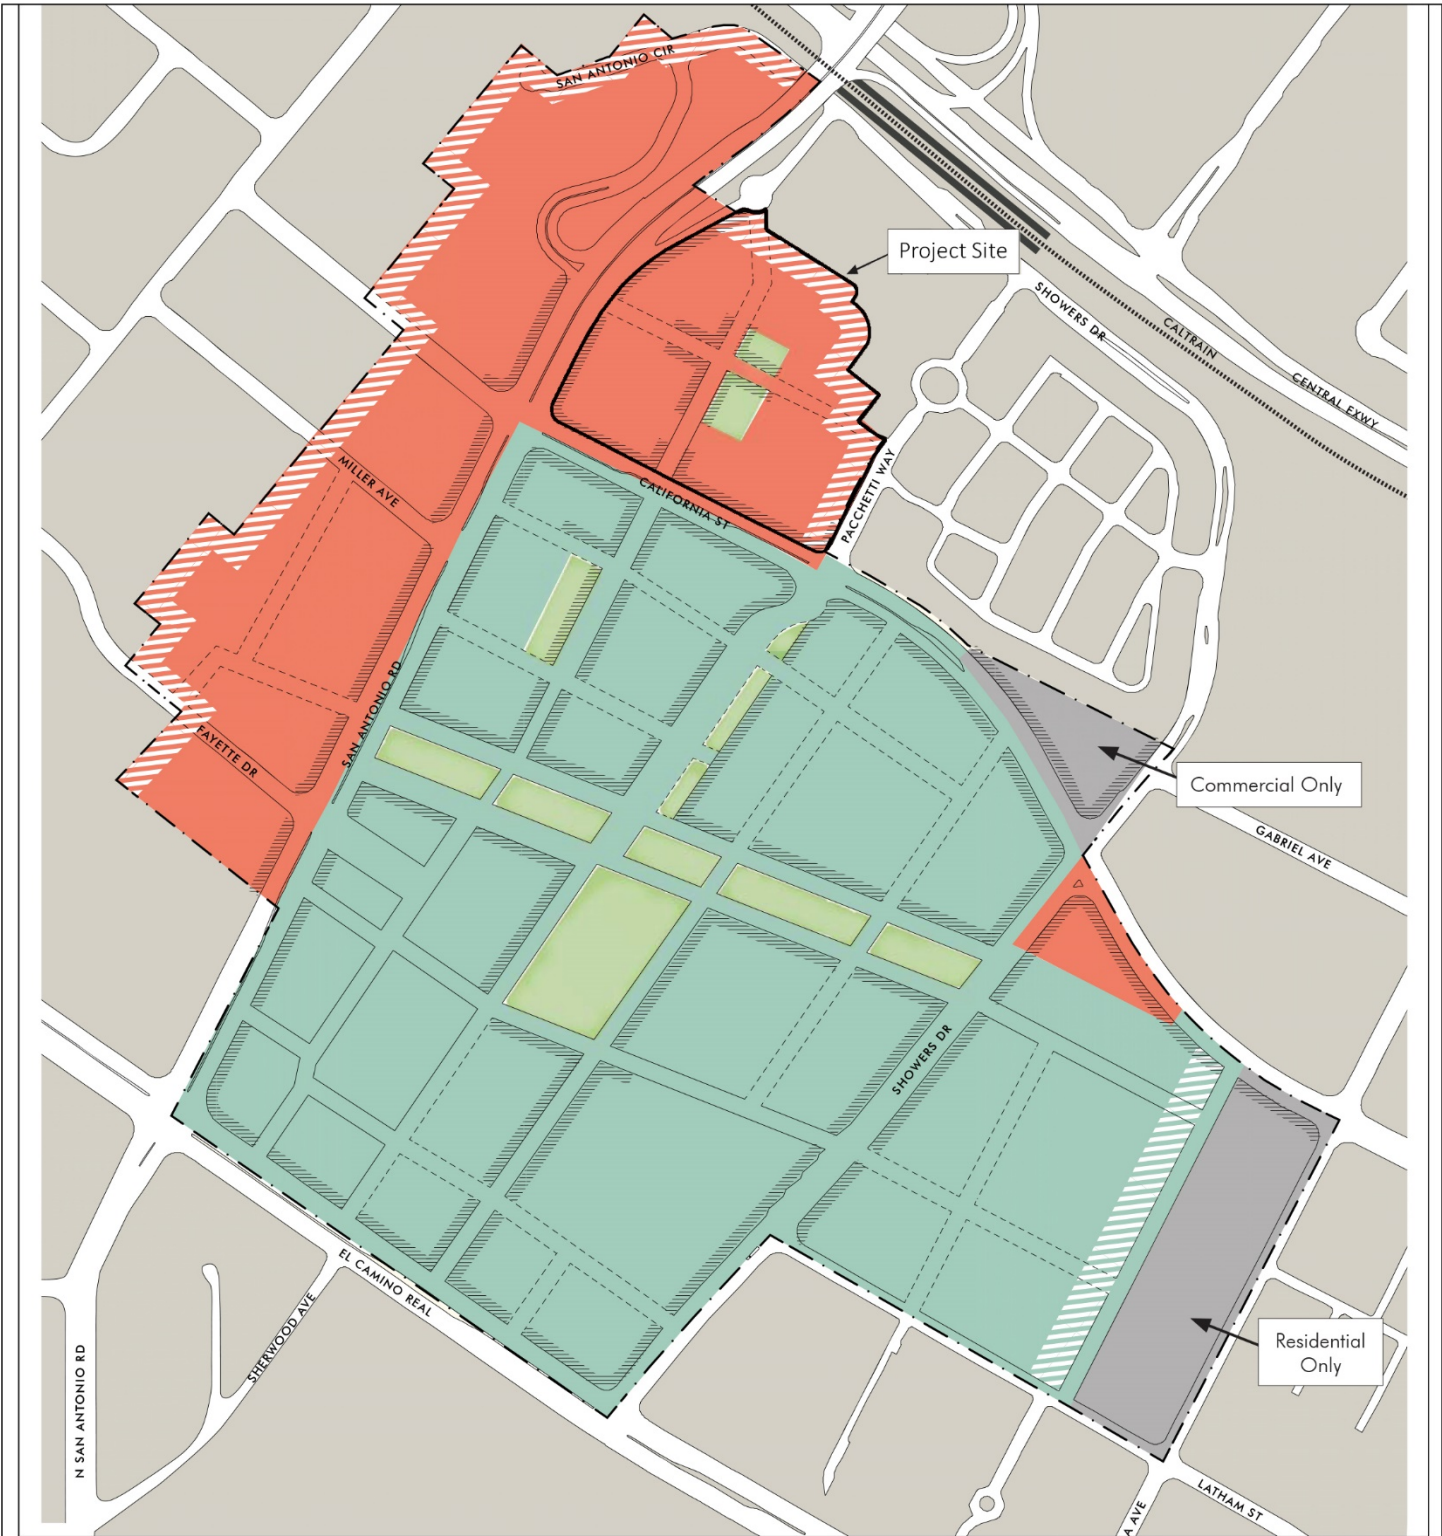 SAN ANTONIO CIR
Project Site
SHOWERS DR
CALTRAIN
CENTRAL EXWY
MILLER AVE
CALIFORNIA ST
PACCHETTI WAY
SAN ANTONIO RD
FAYETTE DR
Commercial Only
GABRIEL AVE
SHOWERS DR
EL CAMINO REAL
SHERWOOD AVE
N SAN ANTONIO RD
Residential
Only
LATHAM ST
A AVE